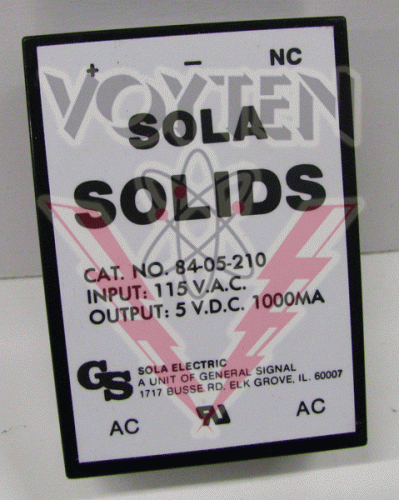 + − NC
VOYTEN
SOLA
SOLIDS
CAT. NO. 84-05-210
INPUT: 115 V.A.C.
OUTPUT: 5 V.D.C. 1000MA
GS
SOLA ELECTRIC
A UNIT OF GENERAL SIGNAL
1717 BUSSE RD. ELK GROVE, IL. 60007
AC UR AC